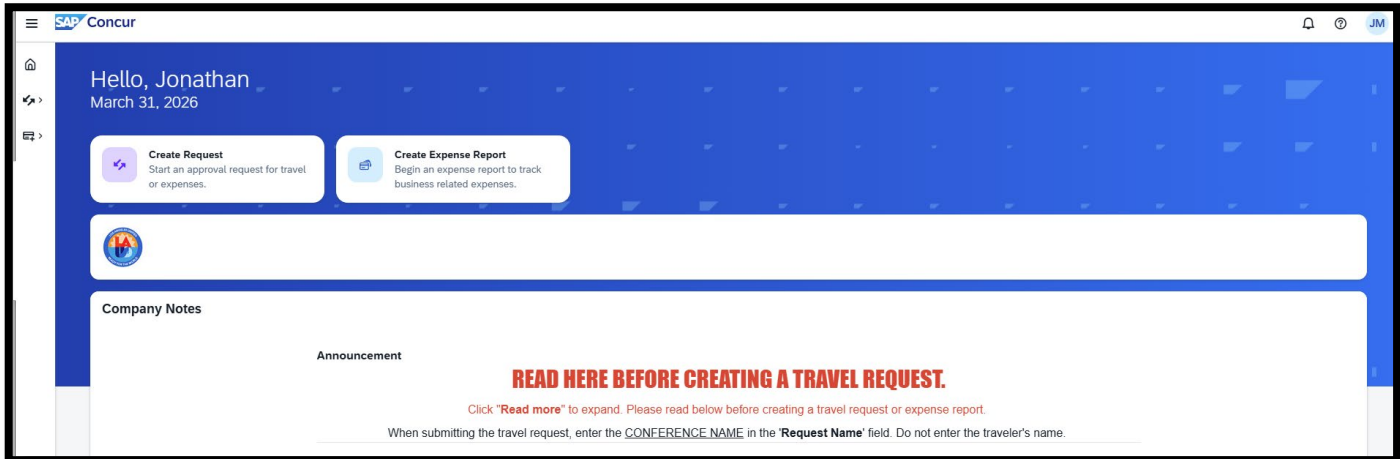 SAP Concur
JM
Hello, Jonathan
March 31, 2026
Create Request
Start an approval request for travel
or expenses.
Create Expense Report
Begin an expense report to track
business related expenses.
LA
Company Notes
Announcement
READ HERE BEFORE CREATING A TRAVEL REQUEST.
Click "Read more" to expand. Please read below before creating a travel request or expense report.
When submitting the travel request, enter the CONFERENCE NAME in the 'Request Name' field. Do not enter the traveler's name.